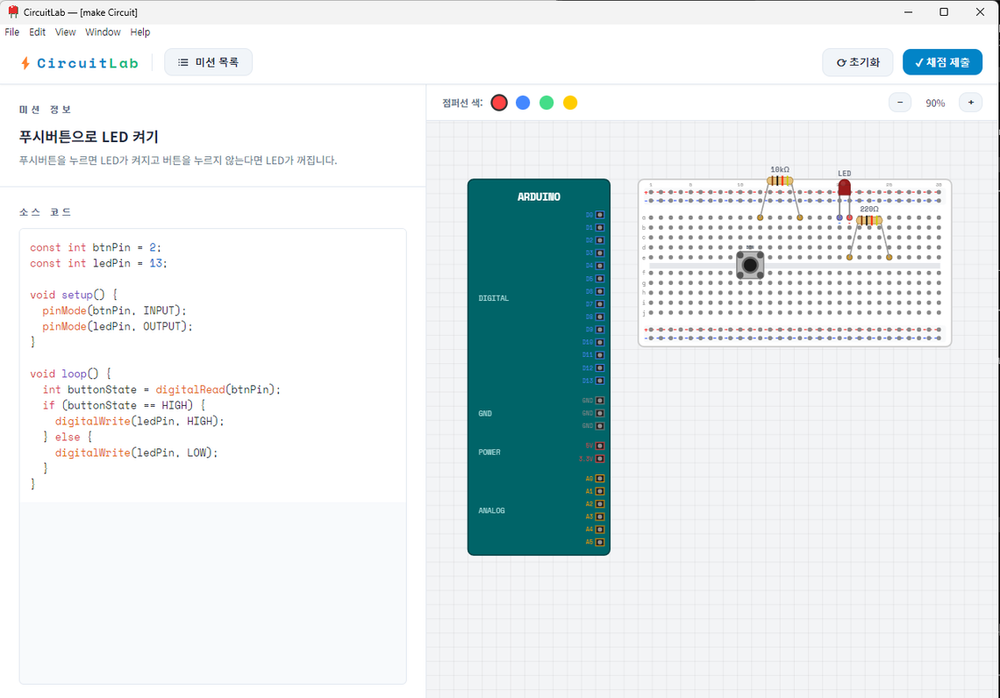 CircuitLab — [make Circuit]
File Edit View Window Help
CircuitLab
미션 목록
초기화
채점 제출
미션 정보
푸시버튼으로 LED 켜기
푸시버튼을 누르면 LED가 켜지고 버튼을 누르지 않는다면 LED가 꺼집니다.
소스 코드
const int btnPin = 2;
const int ledPin = 13;
void setup() {
pinMode(btnPin, INPUT);
pinMode(ledPin, OUTPUT);
}
void loop() {
int buttonState = digitalRead(btnPin);
if (buttonState == HIGH) {
digitalWrite(ledPin, HIGH);
} else {
digitalWrite(ledPin, LOW);
}
}
점퍼선 색:
−
90%
+
ARDUINO
DIGITAL
D0
D1
D2
D3
D4
D5
D6
D7
D8
D9
D10
D11
D12
D13
GND
GND
GND
GND
POWER
5V
3.3V
ANALOG
A0
A1
A2
A3
A4
A5
10kΩ
LED
220Ω
a
b
c
d
e
f
g
h
i
j